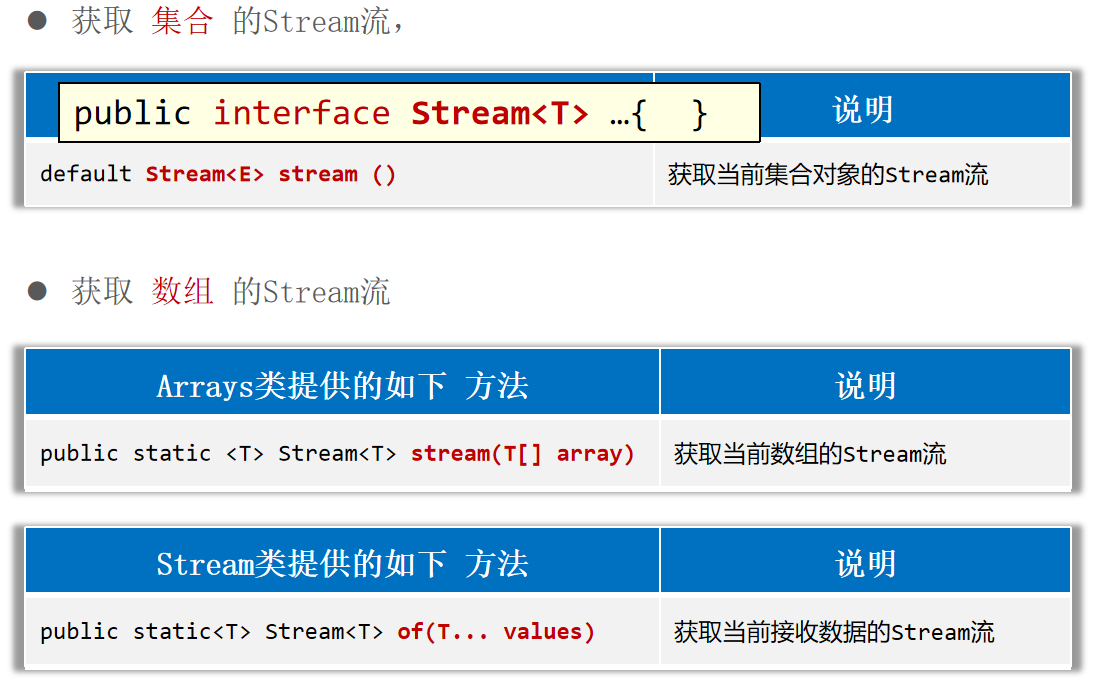 ● 获取 集合 的Stream流，
public interface Stream<T> …{ }
说明
default Stream<E> stream ()
获取当前集合对象的Stream流
● 获取 数组 的Stream流
Arrays类提供的如下 方法
说明
public static <T> Stream<T> stream(T[] array)
获取当前数组的Stream流
Stream类提供的如下 方法
说明
public static<T> Stream<T> of(T... values)
获取当前接收数据的Stream流